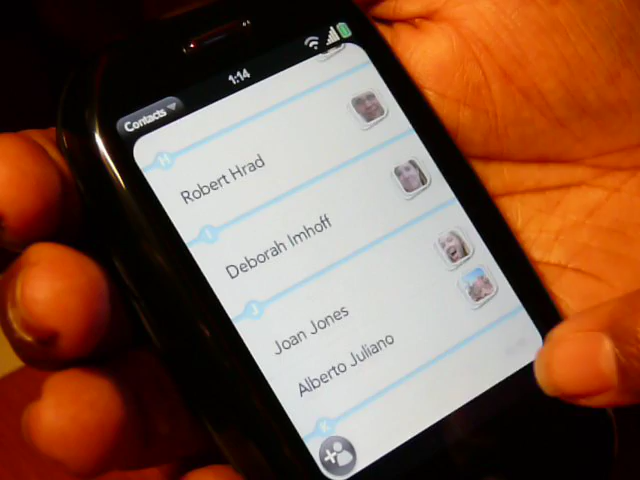 1:14
Contacts
H
Robert Hrad
I
Deborah Imhoff
J
Joan Jones
Alberto Juliano
K